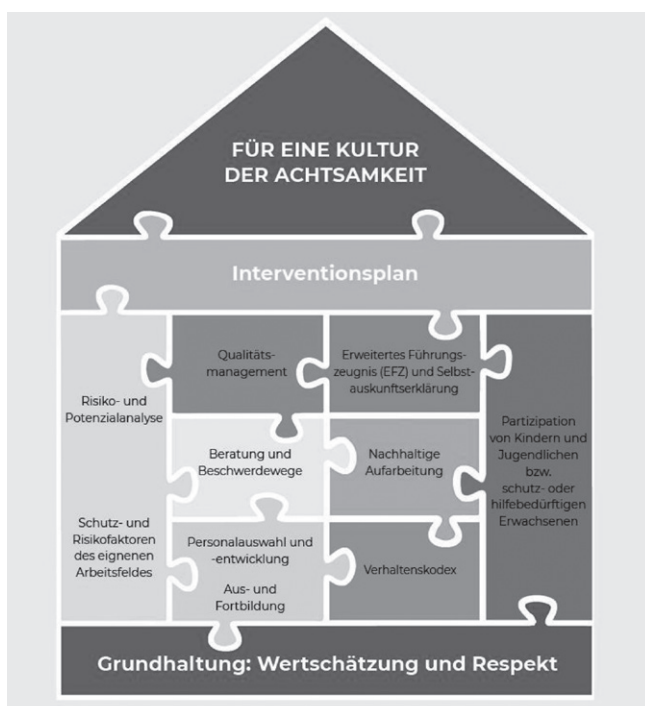 FÜR EINE KULTUR
DER ACHTSAMKEIT
Interventionsplan
Risiko- und
Potenzialanalyse
Schutz- und
Risikofaktoren
des eignenen
Arbeitsfeldes
Qualitäts-
management
Erweitertes Führungs-
zeugnis (EFZ) und Selbst-
auskunftserklärung
Beratung und
Beschwerdewege
Nachhaltige
Aufarbeitung
Personalauswahl und
-entwicklung
Aus- und
Fortbildung
Verhaltenskodex
Partizipation
von Kindern und
Jugendlichen
bzw.
schutz- oder
hilfebedürftigen
Erwachsenen
Grundhaltung: Wertschätzung und Respekt